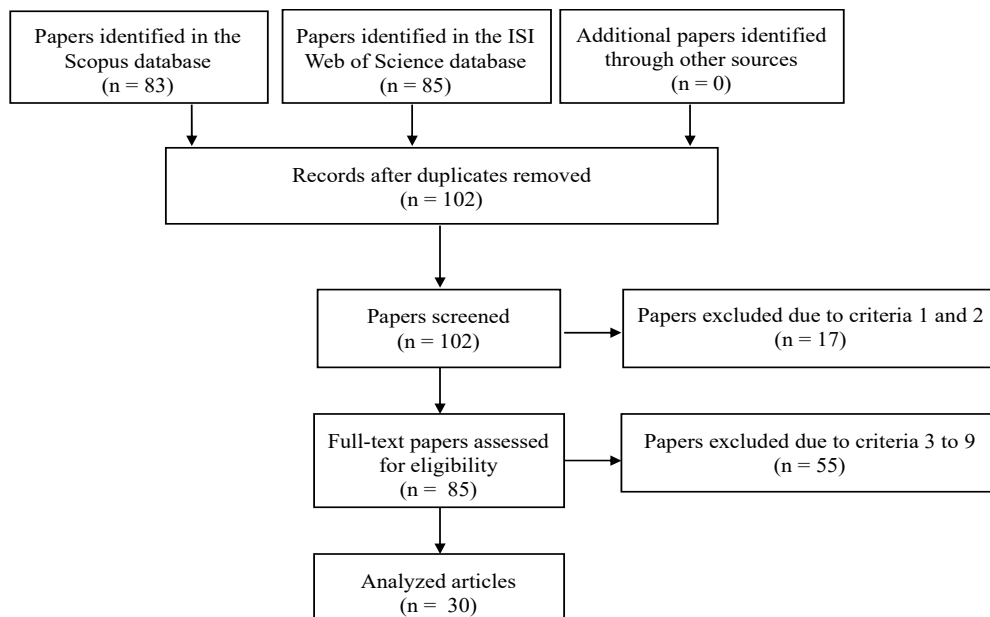 Papers identified in the
Scopus database
(n = 83)
Papers identified in the ISI
Web of Science database
(n = 85)
Additional papers identified
through other sources
(n = 0)
Records after duplicates removed
(n = 102)
Papers screened
(n = 102)
Papers excluded due to criteria 1 and 2
(n = 17)
Full-text papers assessed
for eligibility
(n = 85)
Papers excluded due to criteria 3 to 9
(n = 55)
Analyzed articles
(n = 30)